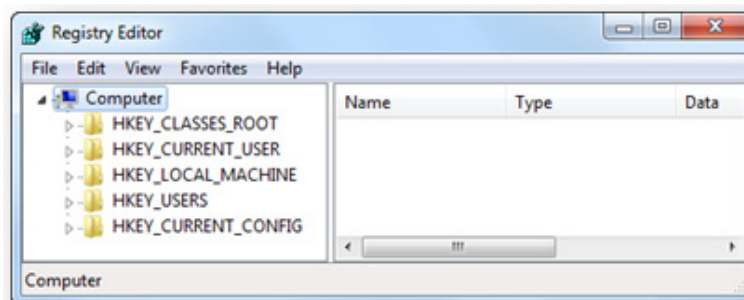 Registry Editor
File Edit View Favorites Help
Computer
HKEY_CLASSES_ROOT
HKEY_CURRENT_USER
HKEY_LOCAL_MACHINE
HKEY_USERS
HKEY_CURRENT_CONFIG
Name Type Data
Computer